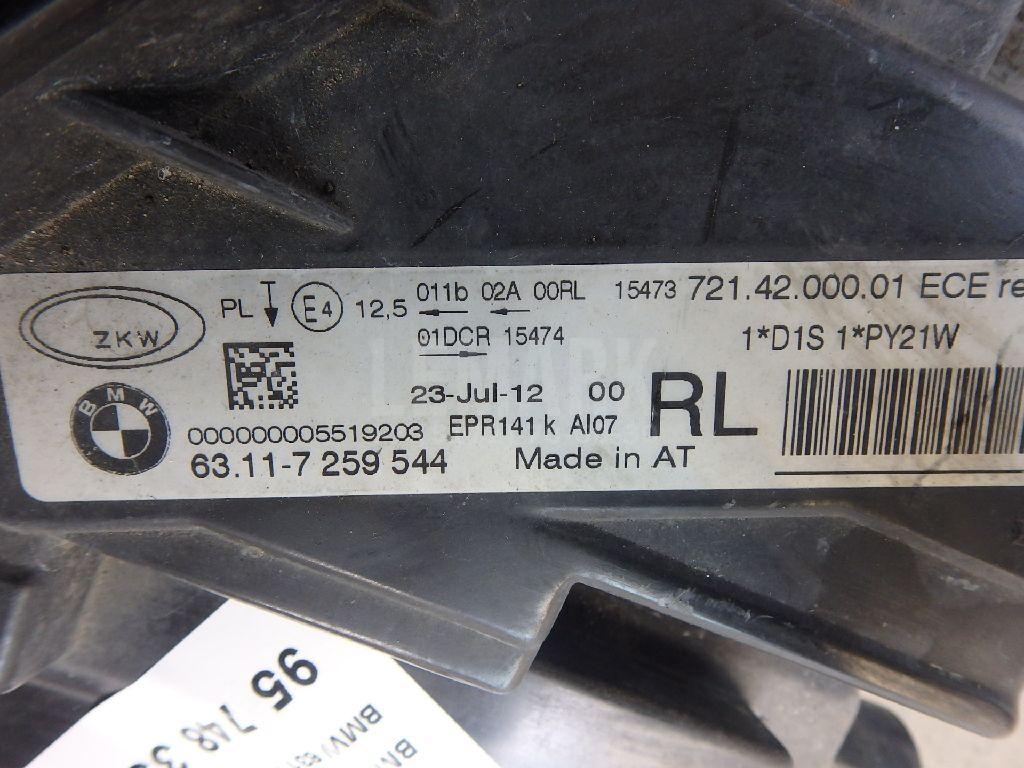 ZKW
PL E4 12,5 011b 02A 00RL 15473 721.42.000.01 ECE re
01DCR 15474 1*D1S 1*PY21W
23-Jul-12 00 RL
BMW
000000005519203 EPR141 k AI07
63.11-7 259 544 Made in AT
95 748
BMW